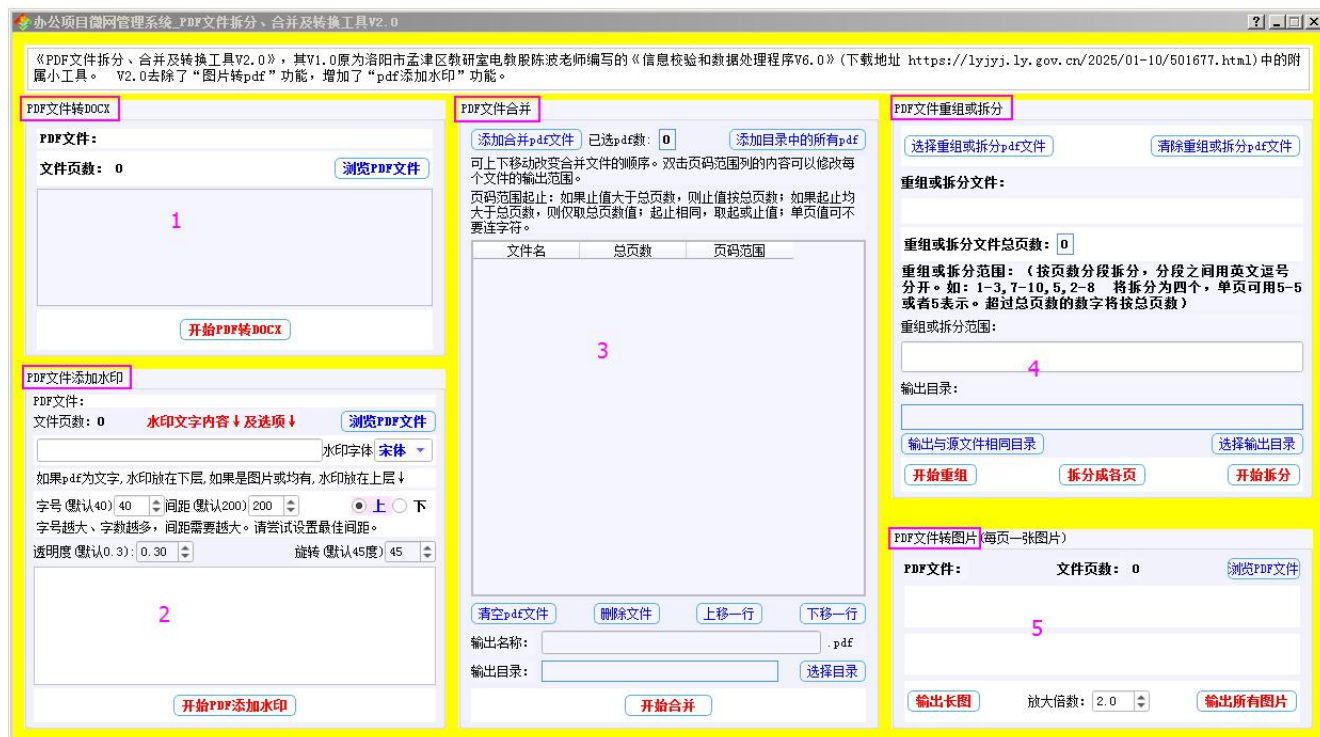 办公项目微网管理系统_PDF文件拆分、合并及转换工具V2.0
《PDF文件拆分、合并及转换工具V2.0》，其V1.0原为洛阳市孟津区教研室电教股陈波老师编写的《信息校验和数据处理程序V6.0》(下载地址 https://lyjyj.ly.gov.cn/2025/01-10/501677.html)中的附
属小工具。 V2.0去除了“图片转pdf”功能，增加了“pdf添加水印”功能。
PDF文件转DOCX
PDF文件：
文件页数： 0 浏览PDF文件
1
开始PDF转DOCX
PDF文件添加水印
PDF文件：
文件页数：0 水印文字内容↓及选项↓ 浏览PDF文件
水印字体 宋体
如果pdf为文字，水印放在下层，如果是图片或均有，水印放在上层↓
字号(默认40) 40 间距(默认200) 200 上 下
字号越大、字数越多，间距需要越大。请尝试设置最佳间距。
透明度(默认0.3)：0.30 旋转(默认45度) 45
2
开始PDF添加水印
PDF文件合并
添加合并pdf文件 已选pdf数： 0 添加目录中的所有pdf
可上下移动改变合并文件的顺序。双击页码范围列的内容可以修改每
个文件的输出范围。
页码范围起止：如果止值大于总页数，则止值按总页数；如果起止均
大于总页数，则仅取总页数值；起止相同，取起或止值；单页值可不
要连字符。
文件名 总页数 页码范围
3
清空pdf文件 删除文件 上移一行 下移一行
输出名称： .pdf
输出目录： 选择目录
开始合并
PDF文件重组或拆分
选择重组或拆分pdf文件 清除重组或拆分pdf文件
重组或拆分文件：
重组或拆分文件总页数： 0
重组或拆分范围：（按页数分段拆分，分段之间用英文逗号
分开。如：1-3,7-10,5,2-8 将拆分为四个，单页可用5-5
或者5表示。超过总页数的数字将按总页数）
重组或拆分范围：
4
输出目录：
输出与源文件相同目录 选择输出目录
开始重组 拆分成各页 开始拆分
PDF文件转图片(每页一张图片)
PDF文件： 文件页数： 0 浏览PDF文件
5
输出长图 放大倍数： 2.0 输出所有图片